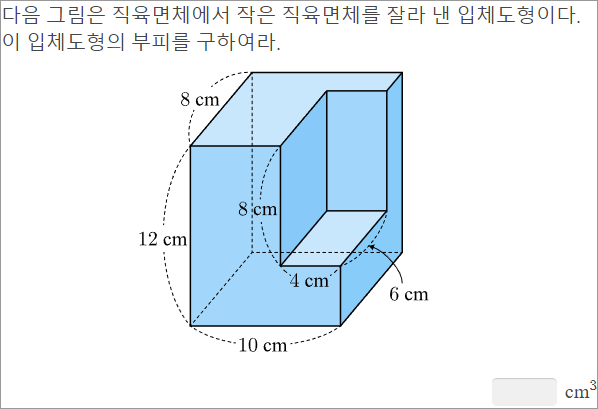 다음 그림은 직육면체에서 작은 직육면체를 잘라 낸 입체도형이다.
이 입체도형의 부피를 구하여라.
8 cm
8 cm
12 cm
4 cm
6 cm
10 cm
cm³